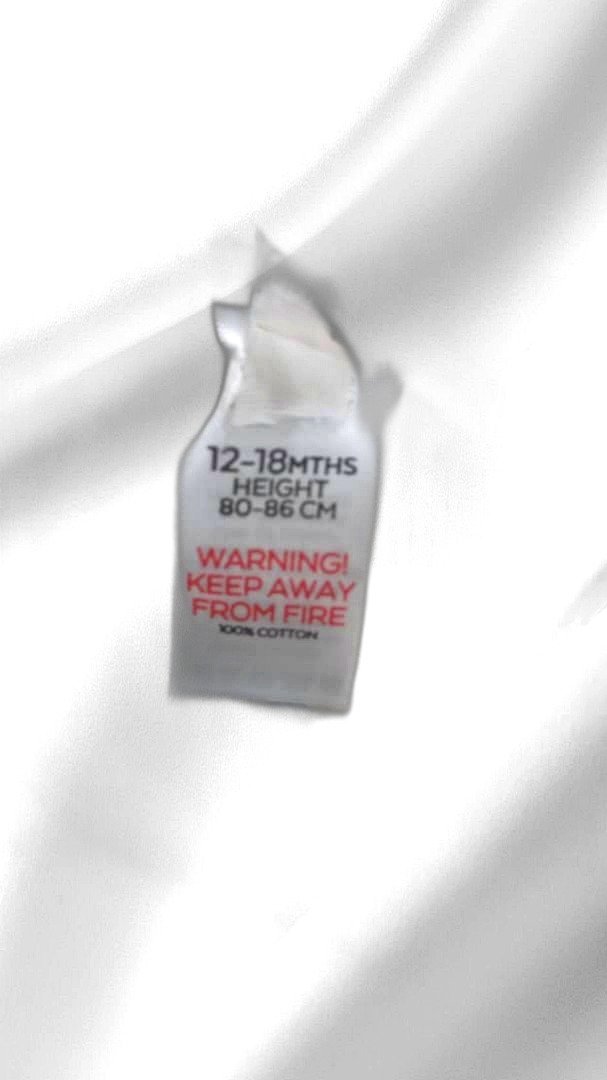 12-18MTHS
HEIGHT
80-86 CM
WARNING!
KEEP AWAY
FROM FIRE
100% COTTON